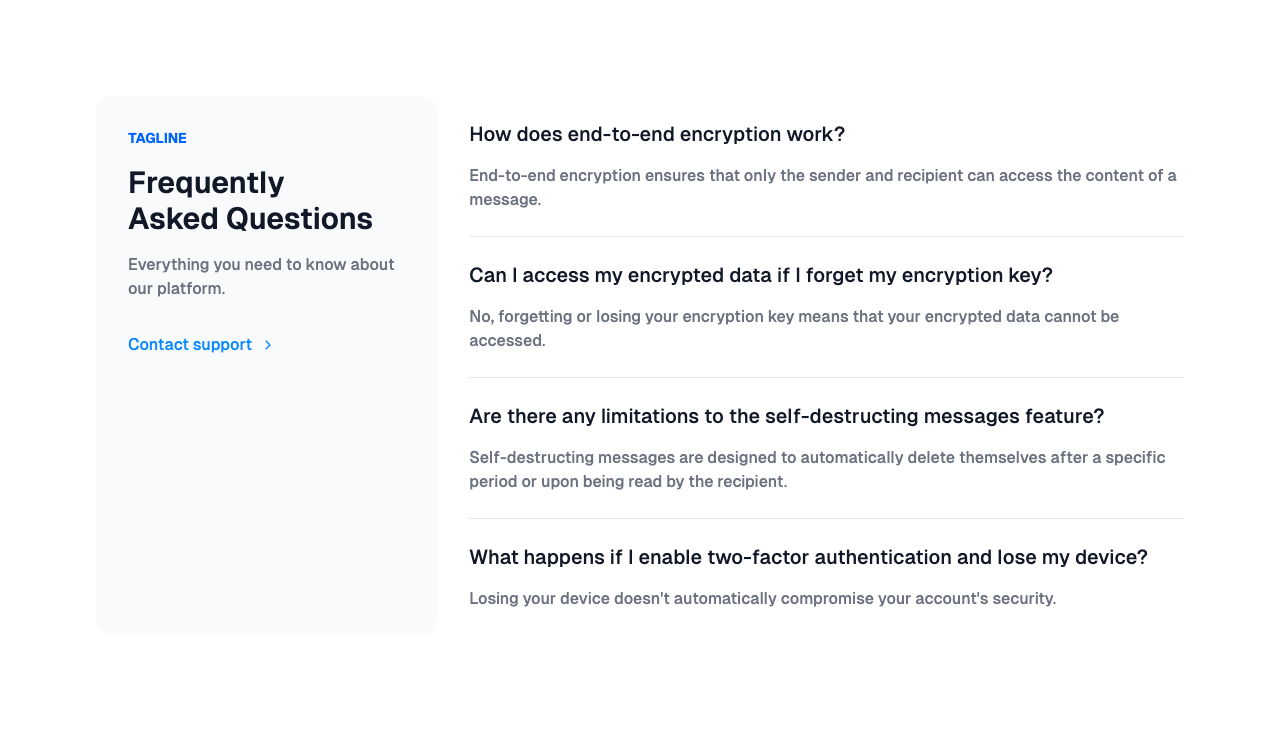 TAGLINE
Frequently
Asked Questions
Everything you need to know about
our platform.
Contact support
How does end-to-end encryption work?
End-to-end encryption ensures that only the sender and recipient can access the content of a
message.
Can I access my encrypted data if I forget my encryption key?
No, forgetting or losing your encryption key means that your encrypted data cannot be
accessed.
Are there any limitations to the self-destructing messages feature?
Self-destructing messages are designed to automatically delete themselves after a specific
period or upon being read by the recipient.
What happens if I enable two-factor authentication and lose my device?
Losing your device doesn't automatically compromise your account's security.